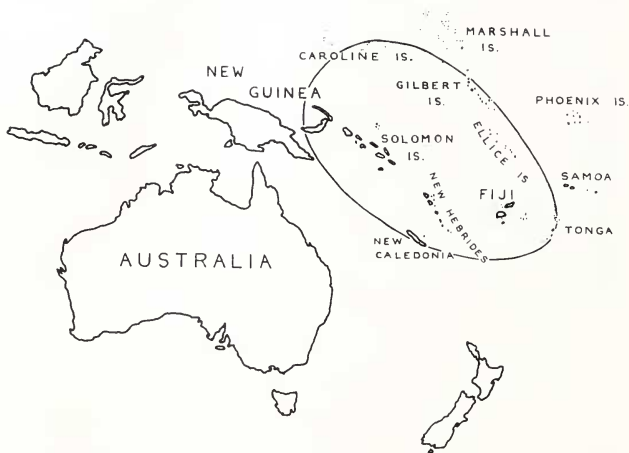 MARSHALL
IS.
CAROLINE IS.
NEW
GUINEA
GILBERT
IS.
PHOENIX IS.
SOLOMON
IS.
ELLICE IS
SAMOA
FIJI
NEW HEBRIDES
TONGA
NEW
CALEDONIA
AUSTRALIA